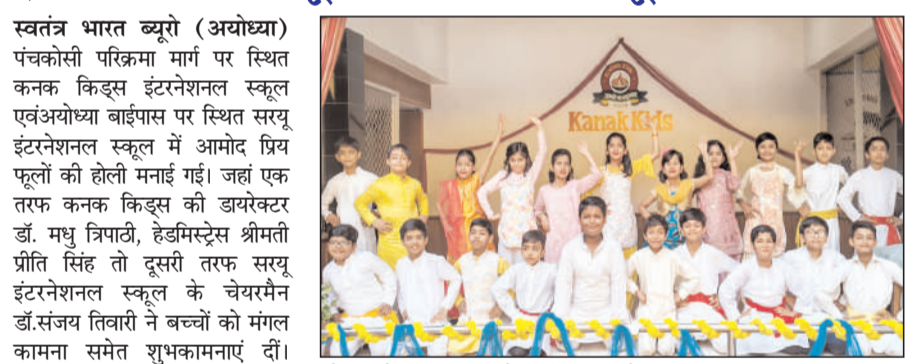 स्वतंत्र भारत ब्यूरो (अयोध्या)
पंचकोसी परिक्रमा मार्ग पर स्थित
कनक किड्स इंटरनेशनल स्कूल
एवंअयोध्या बाईपास पर स्थित सरयू
इंटरनेशनल स्कूल में आमोद प्रिय
फूलों की होली मनाई गई। जहां एक
तरफ कनक किड्स की डायरेक्टर
डॉ. मधु त्रिपाठी, हेडमिस्ट्रेस श्रीमती
प्रीति सिंह तो दूसरी तरफ सरयू
इंटरनेशनल स्कूल के चेयरमैन
डॉ.संजय तिवारी ने बच्चों को मंगल
कामना समेत शुभकामनाएं दीं।
Kanak Kids